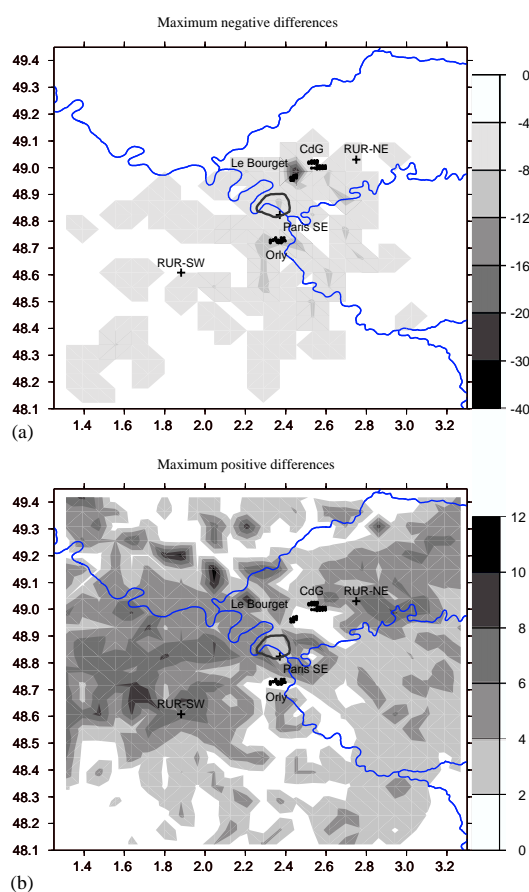 Maximum negative differences
49.4
49.3
49.2
49.1
49.0
48.9
48.8
48.7
48.6
48.5
48.4
48.3
48.2
48.1
CdG
RUR-NE
Le Bourget
Paris SE
Orly
RUR-SW
0
-4
-8
-12
-16
-20
-30
-40
1.4 1.6 1.8 2.0 2.2 2.4 2.6 2.8 3.0 3.2
(a)
Maximum positive differences
49.4
49.3
49.2
49.1
49.0
48.9
48.8
48.7
48.6
48.5
48.4
48.3
48.2
48.1
CdG
RUR-NE
Le Bourget
Paris SE
Orly
RUR-SW
12
10
8
6
4
2
0
1.4 1.6 1.8 2.0 2.2 2.4 2.6 2.8 3.0 3.2
(b)